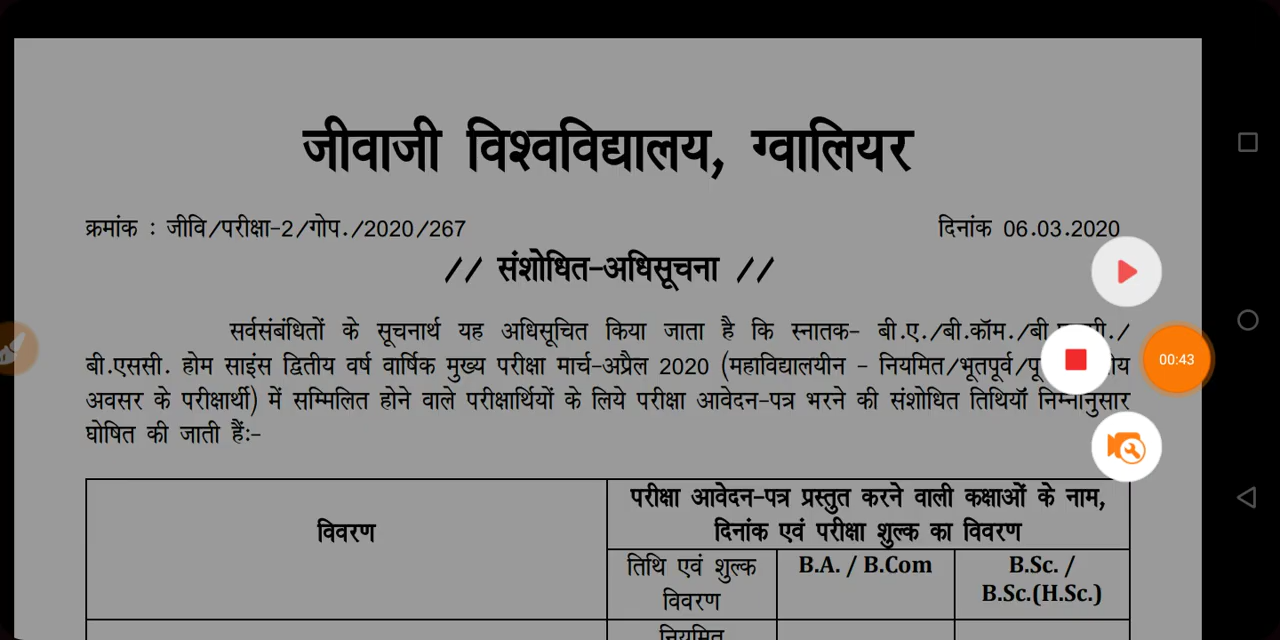 जीवाजी विश्वविद्यालय, ग्वालियर
क्रमांक : जीवि/परीक्षा-2/गोप./2020/267 दिनांक 06.03.2020
// संशोधित-अधिसूचना //
सर्वसंबंधितों के सूचनार्थ यह अधिसूचित किया जाता है कि स्नातक- बी.ए./बी.कॉम./
बी.एससी. होम साइंस द्वितीय वर्ष वार्षिक मुख्य परीक्षा मार्च-अप्रैल 2020 (महाविद्यालयीन - नियमित/भूतपूर्व/
अवसर के परीक्षार्थी) में सम्मिलित होने वाले परीक्षार्थियों के लिये परीक्षा आवेदन-पत्र भरने की संशोधित तिथियॉ निम्नानुसार
घोषित की जाती हैं:-
विवरण
परीक्षा आवेदन-पत्र प्रस्तुत करने वाली कक्षाओं के नाम,
दिनांक एवं परीक्षा शुल्क का विवरण
तिथि एवं शुल्क
विवरण
B.A. / B.Com
B.Sc. /
B.Sc.(H.Sc.)
नियमित
00:43